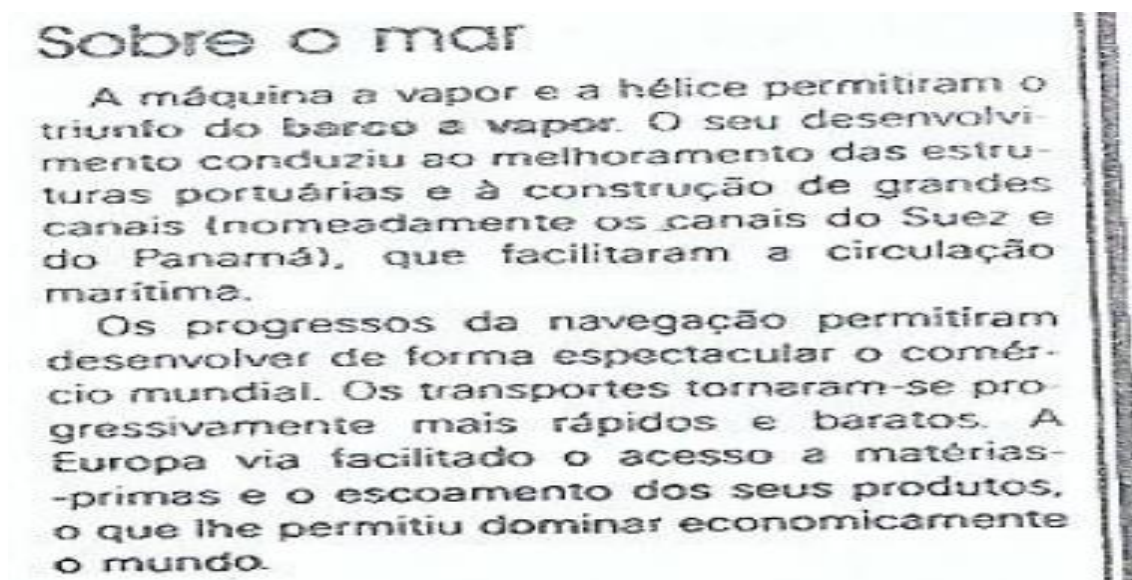 Sobre o mar
A máquina a vapor e a hélice permitiram o
triunfo do barco a vapor. O seu desenvolvi-
mento conduziu ao melhoramento das estru-
turas portuárias e à construção de grandes
canais (nomeadamente os canais do Suez e
do Panamá), que facilitaram a circulação
marítima.
Os progressos da navegação permitiram
desenvolver de forma espectacular o comér-
cio mundial. Os transportes tornaram-se pro-
gressivamente mais rápidos e baratos. A
Europa via facilitado o acesso a matérias-
-primas e o escoamento dos seus produtos,
o que lhe permitiu dominar economicamente
o mundo.